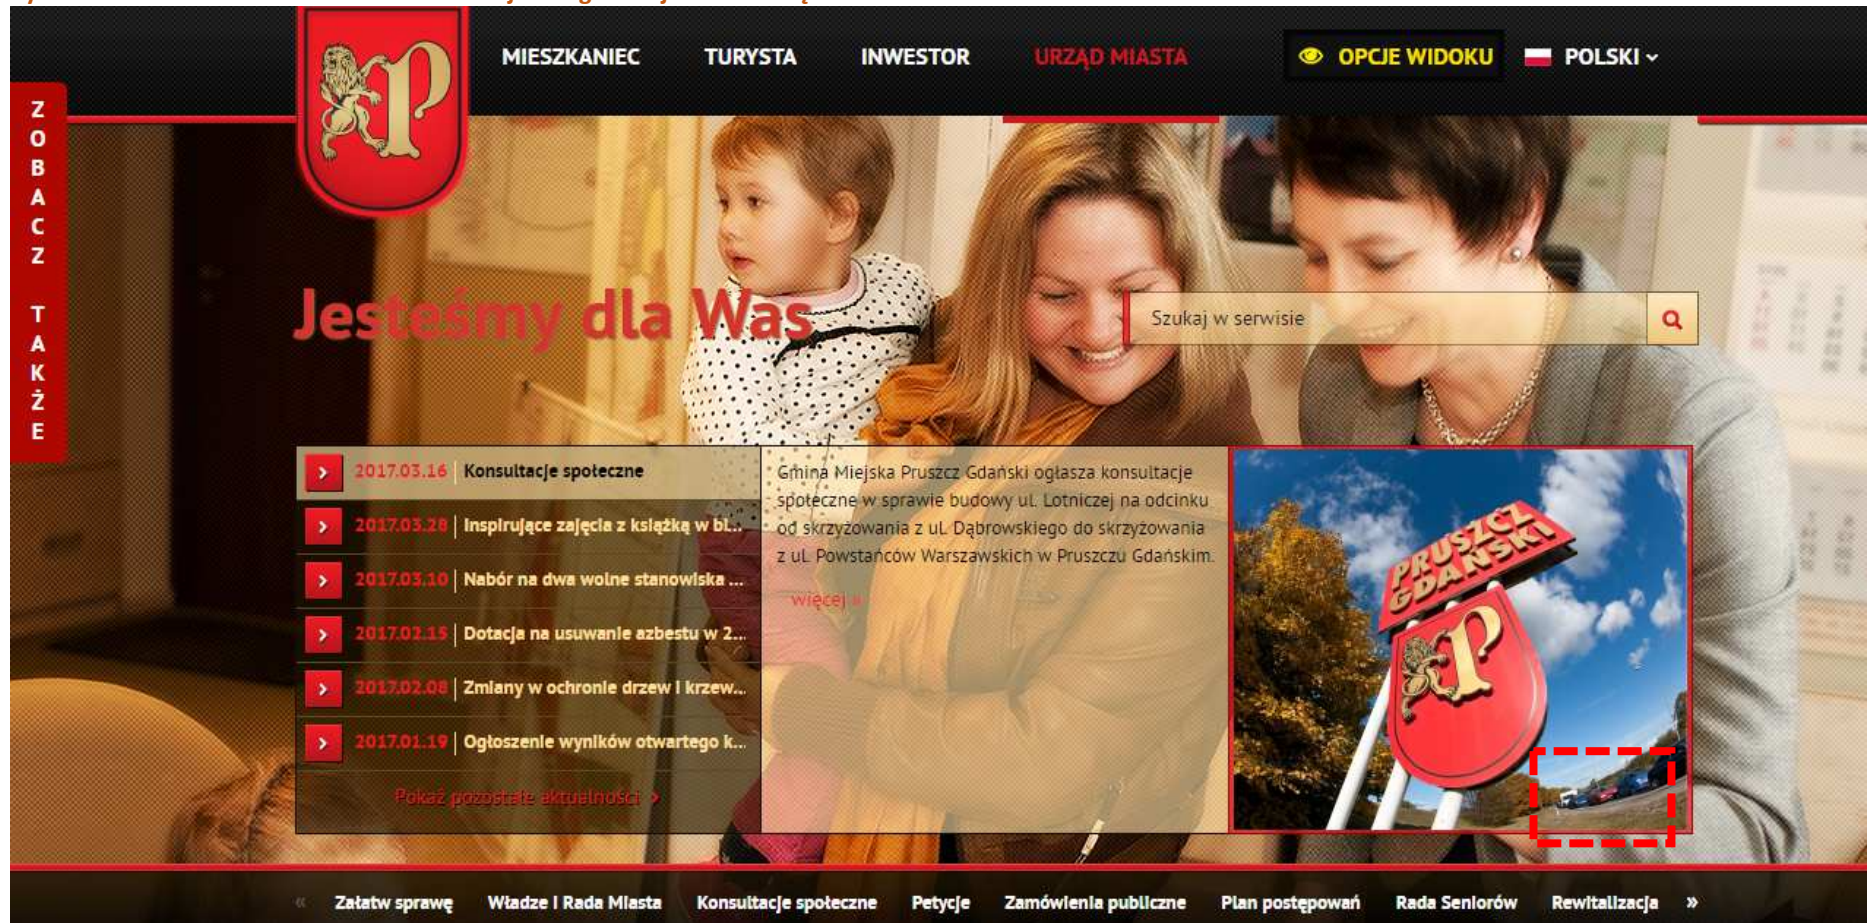 MIESZKANIEC TURYSTA INWESTOR URZĄD MIASTA OPCJE WIDOKU POLSKI
ZOBACZ TAKŻE
P
Jesteśmy dla Was
Szukaj w serwisie
2017.03.16 Konsultacje społeczne
2017.03.28 Inspirujące zajęcia z książką w bi...
2017.03.10 Nabór na dwa wolne stanowiska ...
2017.02.15 Dotacja na usuwanie azbestu w 2...
2017.02.08 Zmiany w ochronie drzew i krzew...
2017.01.19 Ogłoszenie wyników otwartego k...
Pokaż pozostałe aktualności >
Gmina Miejska Pruszcz Gdański ogłasza konsultacje
społeczne w sprawie budowy ul. Lotniczej na odcinku
od skrzyżowania z ul. Dąbrowskiego do skrzyżowania
z ul. Powstańców Warszawskich w Pruszczu Gdańskim.
więcej »
PRUSZCZ
GDAŃSKI
P
« Załatw sprawę Władze i Rada Miasta Konsultacje społeczne Petycje Zamówienia publiczne Plan postępowań Rada Seniorów Rewitalizacja »